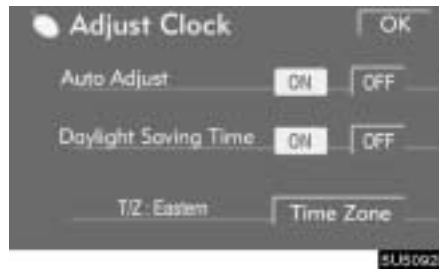 Adjust Clock OK
Auto Adjust ON OFF
Daylight Saving Time ON OFF
T/Z : Eastern Time Zone
5U5092